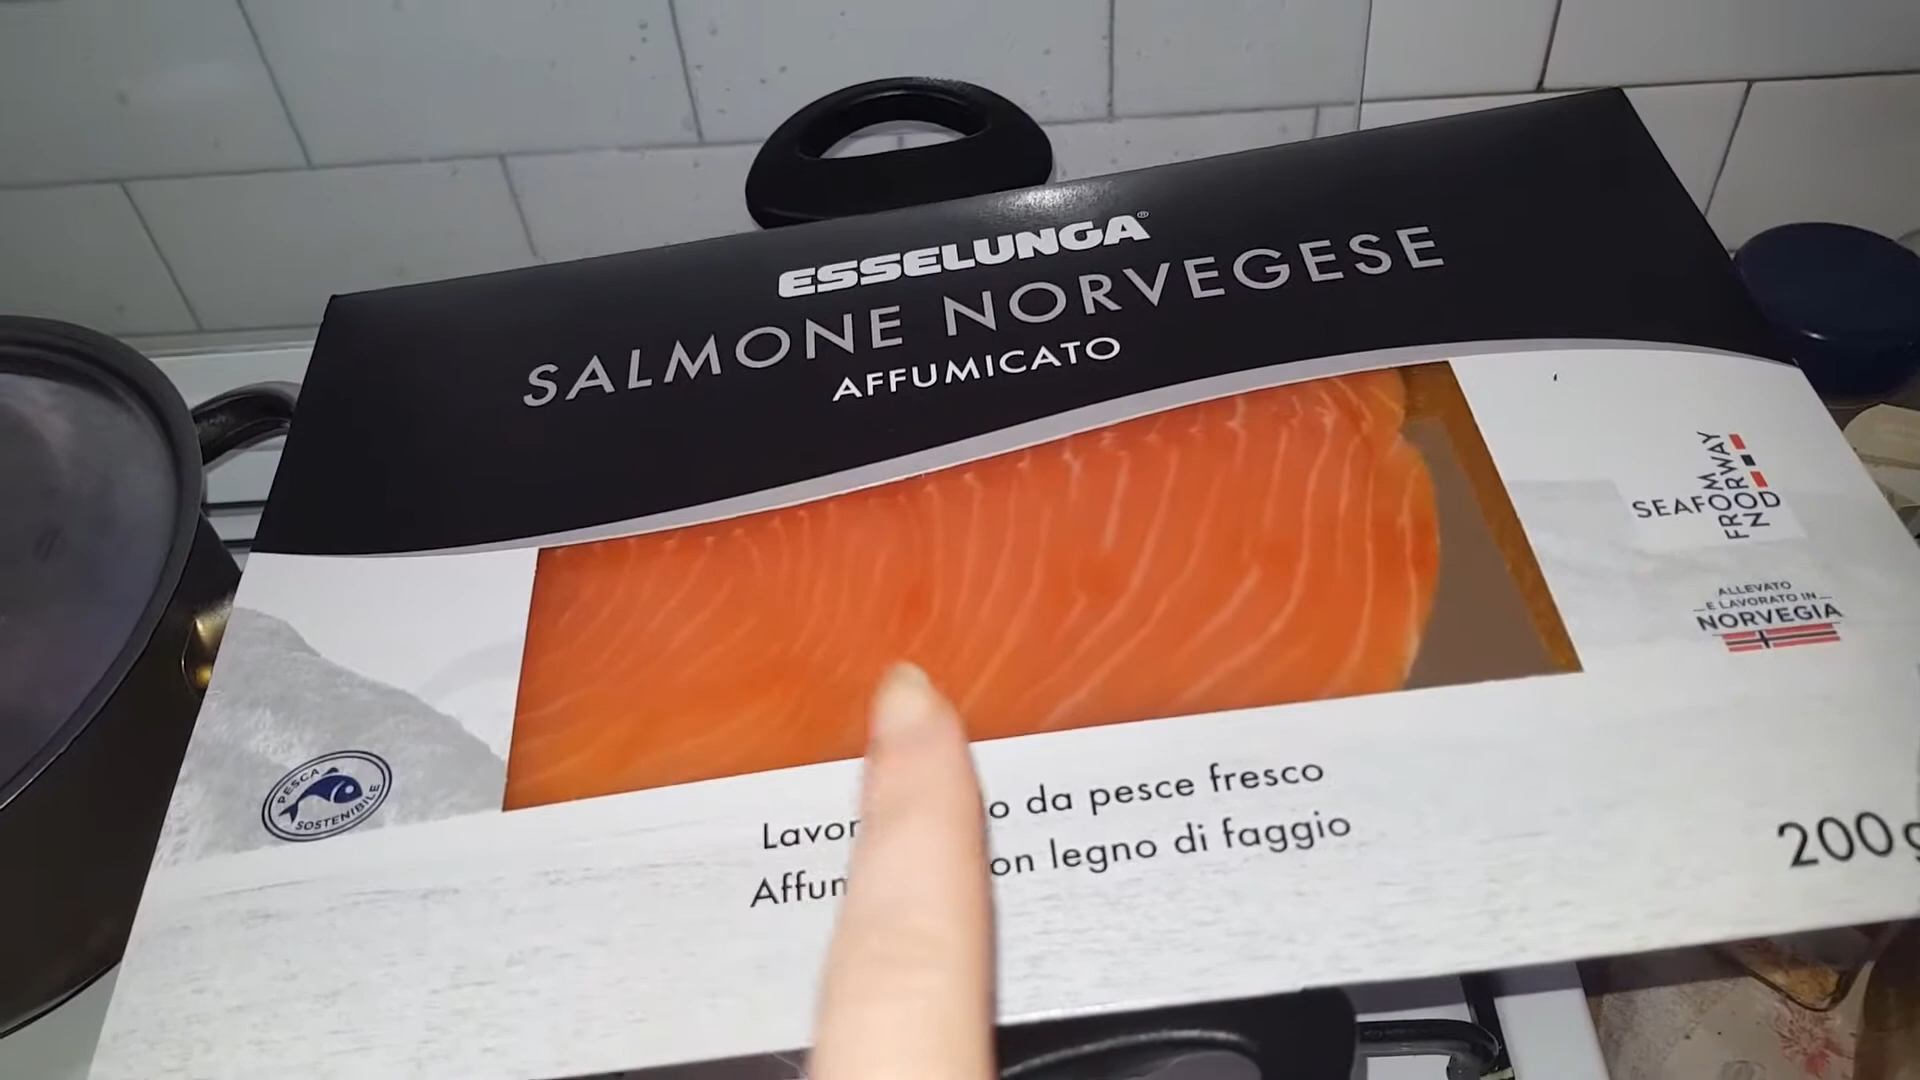 ESSELUNGA®
SALMONE NORVEGESE
AFFUMICATO
SEAFOOD
FROM
NORWAY
ALLEVATO
E LAVORATO IN
NORVEGIA
PESCA
SOSTENIBILE
da pesce fresco
legno di faggio
200g